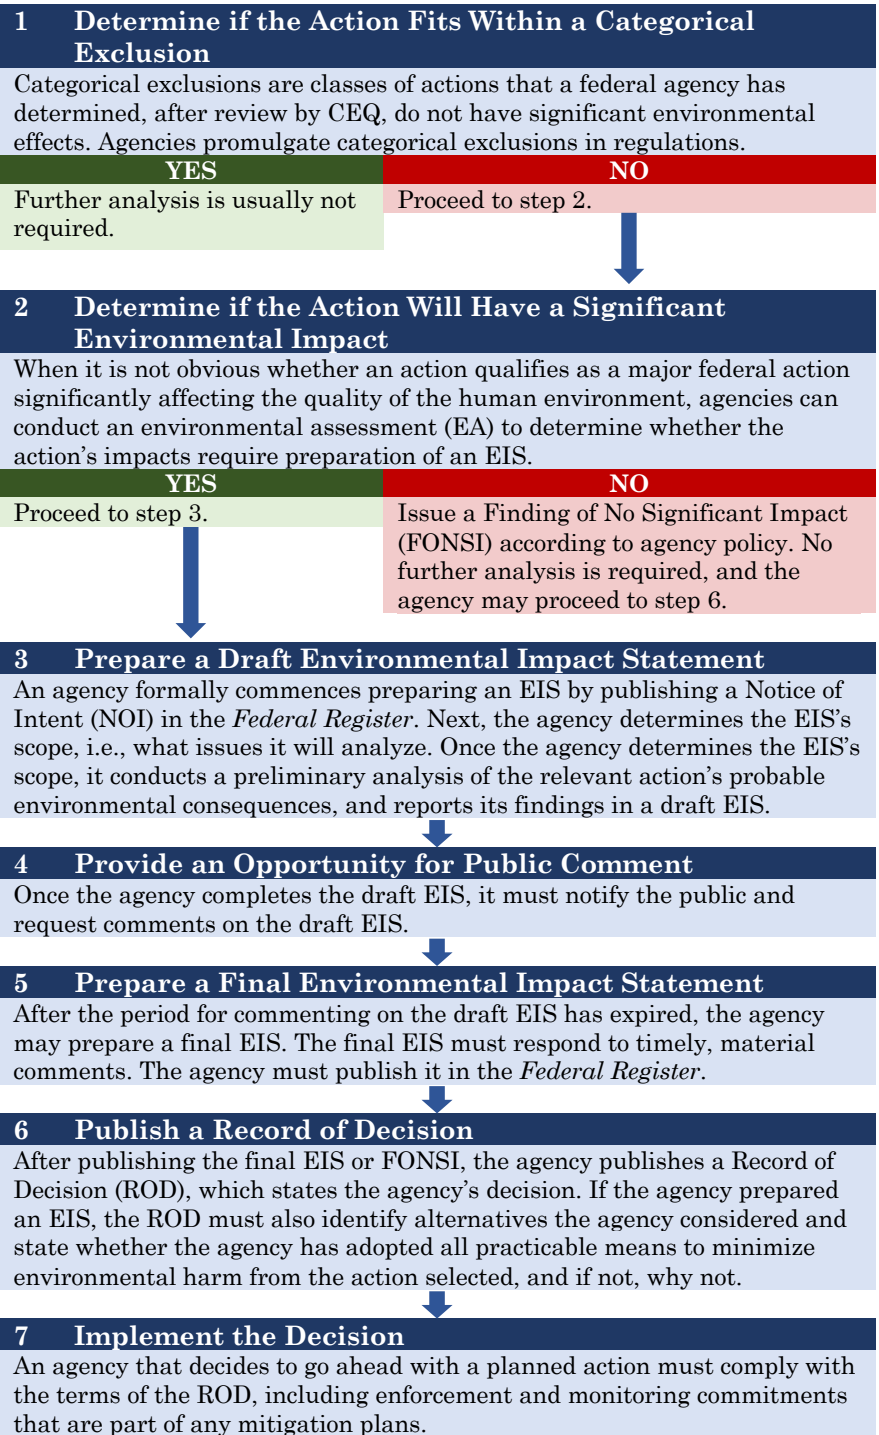 1 Determine if the Action Fits Within a Categorical
Exclusion
Categorical exclusions are classes of actions that a federal agency has
determined, after review by CEQ, do not have significant environmental
effects. Agencies promulgate categorical exclusions in regulations.
YES
Further analysis is usually not
required.
NO
Proceed to step 2.
2 Determine if the Action Will Have a Significant
Environmental Impact
When it is not obvious whether an action qualifies as a major federal action
significantly affecting the quality of the human environment, agencies can
conduct an environmental assessment (EA) to determine whether the
action's impacts require preparation of an EIS.
YES
Proceed to step 3.
NO
Issue a Finding of No Significant Impact
(FONSI) according to agency policy. No
further analysis is required, and the
agency may proceed to step 6.
3 Prepare a Draft Environmental Impact Statement
An agency formally commences preparing an EIS by publishing a Notice of
Intent (NOI) in the Federal Register. Next, the agency determines the EIS's
scope, i.e., what issues it will analyze. Once the agency determines the EIS's
scope, it conducts a preliminary analysis of the relevant action's probable
environmental consequences, and reports its findings in a draft EIS.
4 Provide an Opportunity for Public Comment
Once the agency completes the draft EIS, it must notify the public and
request comments on the draft EIS.
5 Prepare a Final Environmental Impact Statement
After the period for commenting on the draft EIS has expired, the agency
may prepare a final EIS. The final EIS must respond to timely, material
comments. The agency must publish it in the Federal Register.
6 Publish a Record of Decision
After publishing the final EIS or FONSI, the agency publishes a Record of
Decision (ROD), which states the agency's decision. If the agency prepared
an EIS, the ROD must also identify alternatives the agency considered and
state whether the agency has adopted all practicable means to minimize
environmental harm from the action selected, and if not, why not.
7 Implement the Decision
An agency that decides to go ahead with a planned action must comply with
the terms of the ROD, including enforcement and monitoring commitments
that are part of any mitigation plans.